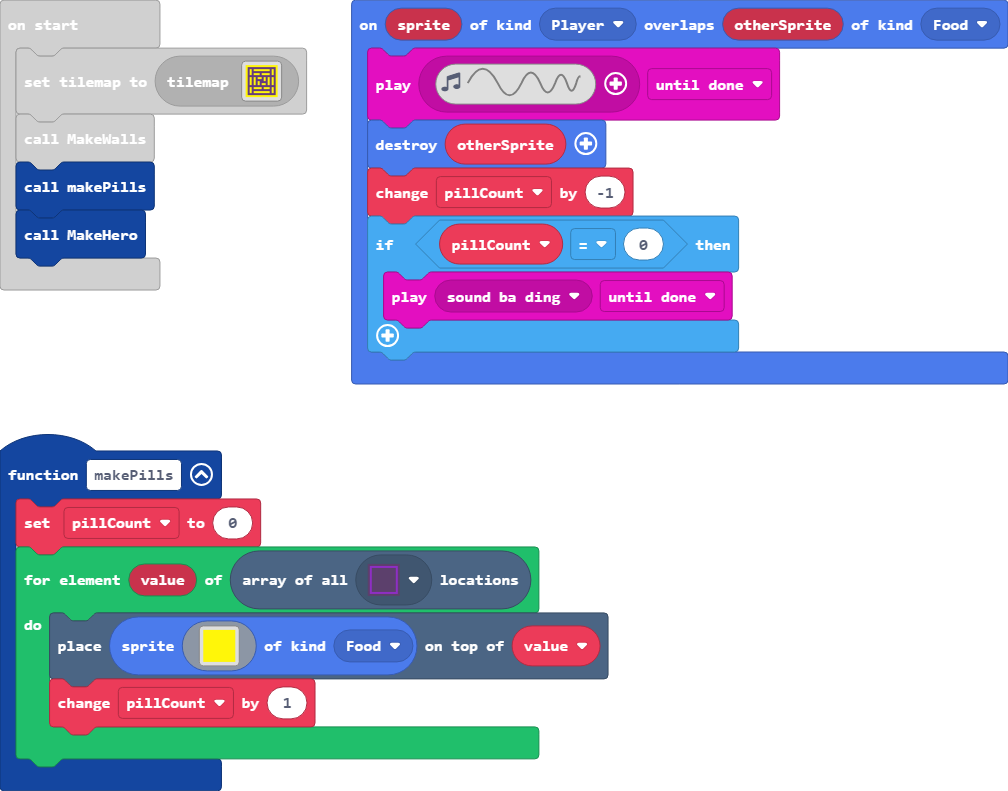 on start
set tilemap to tilemap
call MakeWalls
call makePills
call MakeHero
on sprite of kind Player overlaps otherSprite of kind Food
play until done
destroy otherSprite
change pillCount by -1
if pillCount = 0 then
play sound ba ding until done
function makePills
set pillCount to 0
for element value of array of all locations
do
place sprite of kind Food on top of value
change pillCount by 1